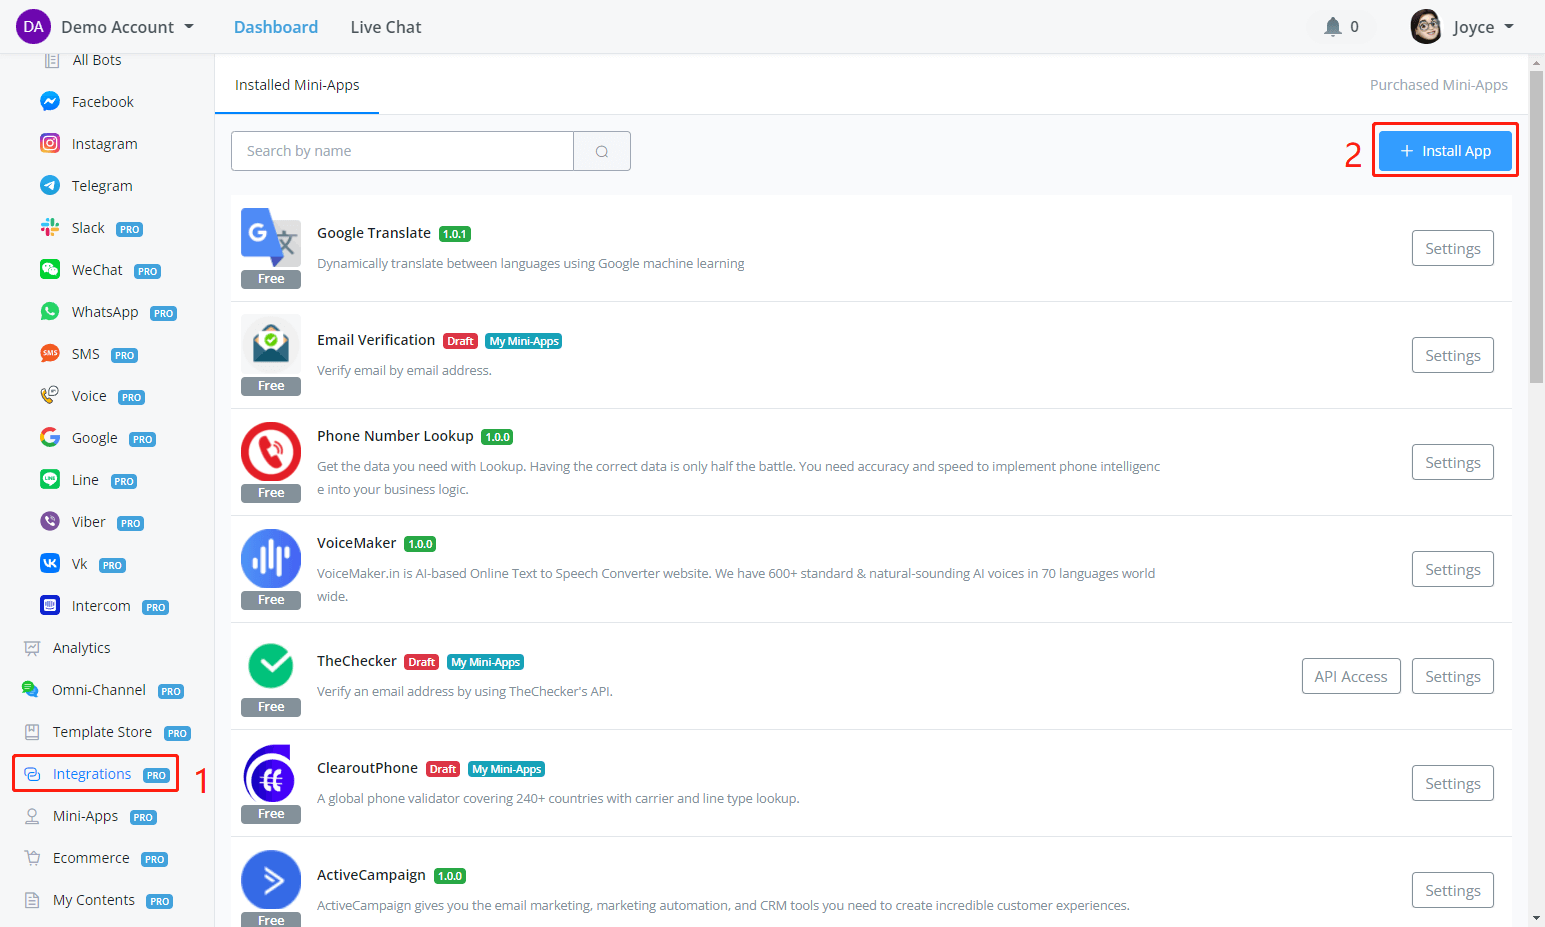 DA Demo Account Dashboard Live Chat 0 Joyce
All Bots
Facebook
Instagram
Telegram
Slack PRO
WeChat PRO
WhatsApp PRO
SMS SMS PRO
Voice PRO
Google PRO
LINE Line PRO
Viber PRO
VK Vk PRO
Intercom PRO
Analytics
Omni-Channel PRO
Template Store PRO
Integrations PRO 1
Mini-Apps PRO
Ecommerce PRO
My Contents PRO
Installed Mini-Apps Purchased Mini-Apps
Search by name 2 + Install App
Google Translate 1.0.1
Dynamically translate between languages using Google machine learning
Free
Settings
Email Verification Draft My Mini-Apps
Verify email by email address.
Free
Settings
Phone Number Lookup 1.0.0
Get the data you need with Lookup. Having the correct data is only half the battle. You need accuracy and speed to implement phone intelligenc
e into your business logic.
Free
Settings
VoiceMaker 1.0.0
VoiceMaker.in is AI-based Online Text to Speech Converter website. We have 600+ standard & natural-sounding AI voices in 70 languages world
wide.
Free
Settings
TheChecker Draft My Mini-Apps
Verify an email address by using TheChecker's API.
Free
API Access Settings
ClearoutPhone Draft My Mini-Apps
A global phone validator covering 240+ countries with carrier and line type lookup.
Free
Settings
ActiveCampaign 1.0.0
ActiveCampaign gives you the email marketing, marketing automation, and CRM tools you need to create incredible customer experiences.
Free
Settings